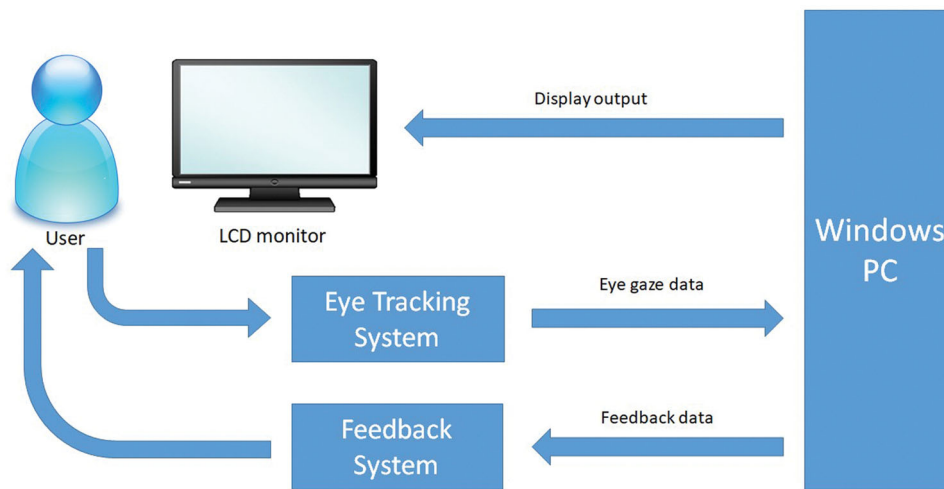 Display output
User
LCD monitor
Windows
PC
Eye Tracking
System
Eye gaze data
Feedback
System
Feedback data